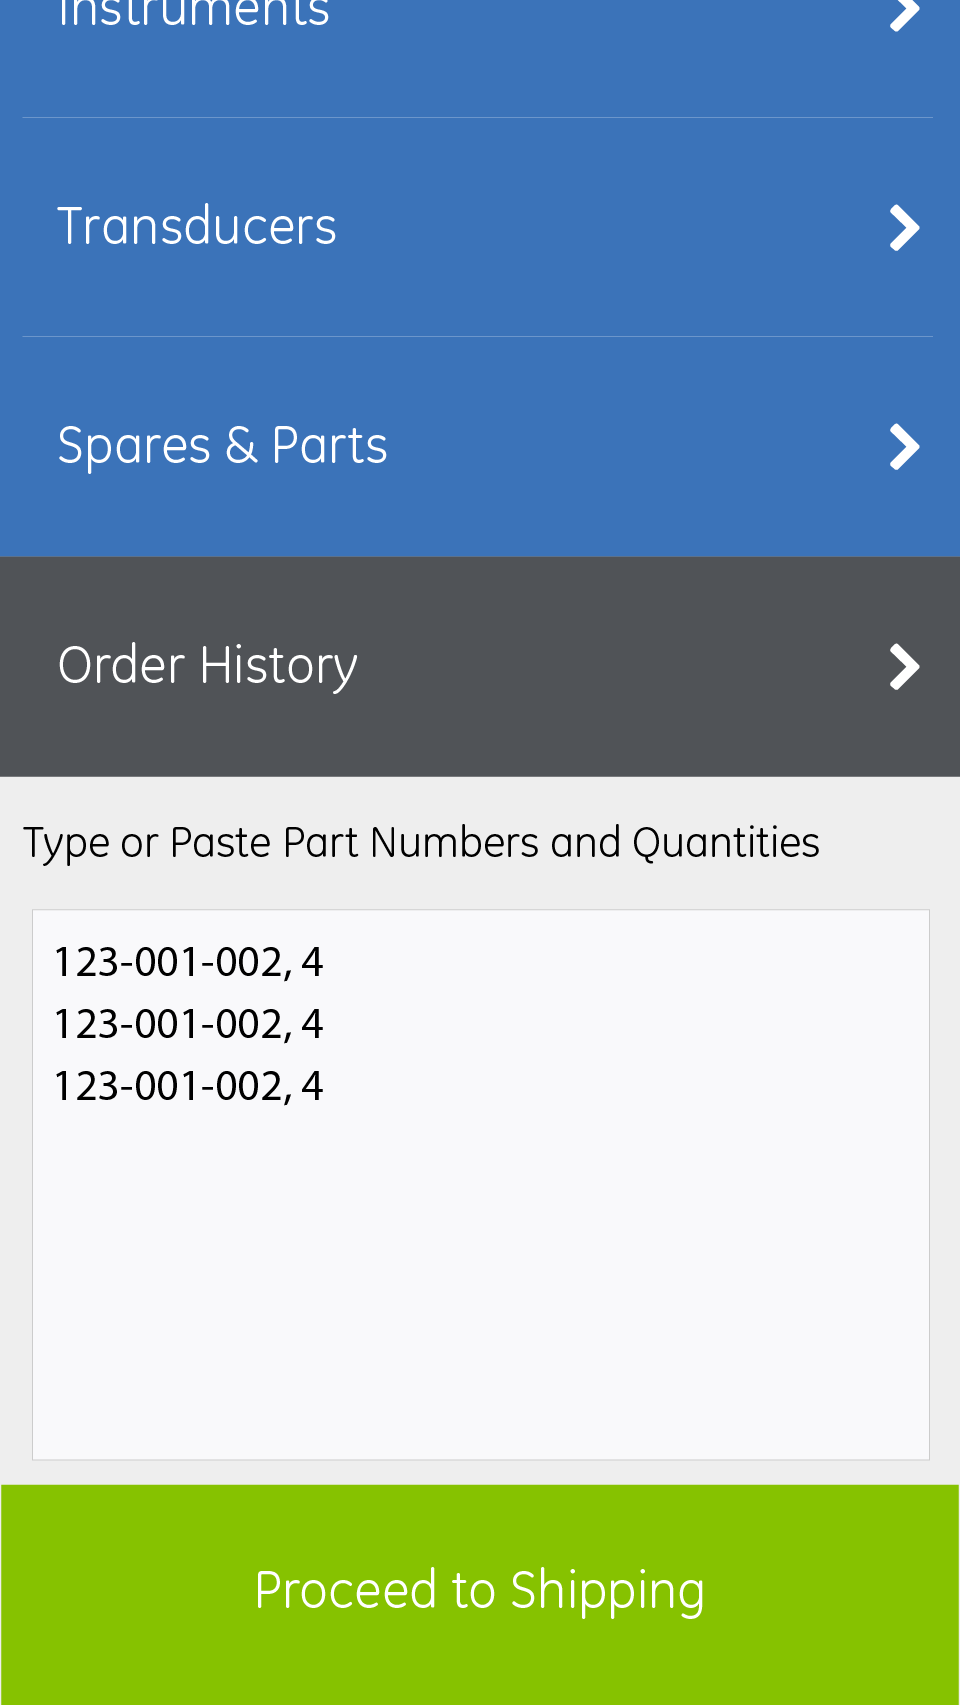 Instruments
Transducers
Spares & Parts
Order History
Type or Paste Part Numbers and Quantities
123-001-002, 4
123-001-002, 4
123-001-002, 4
Proceed to Shipping